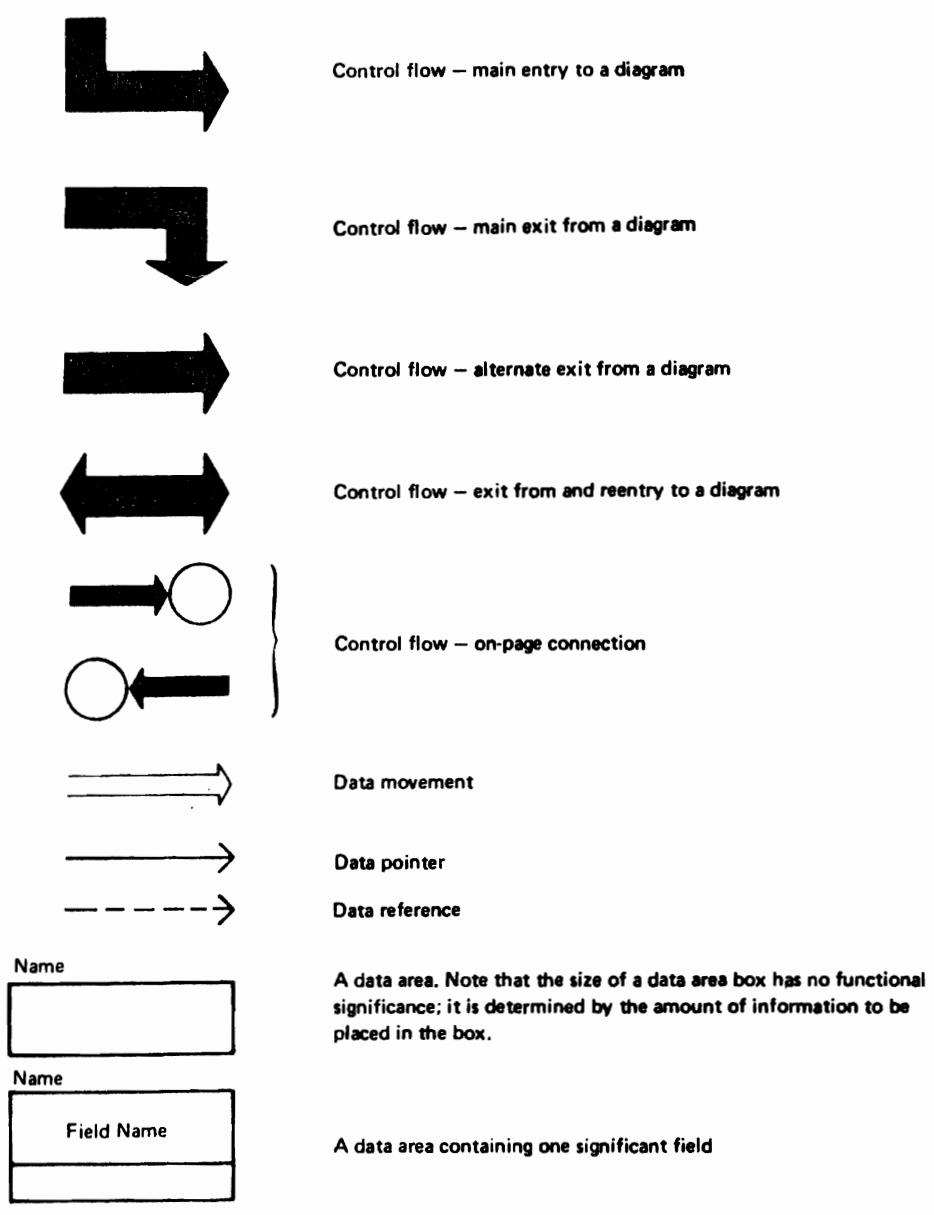 Control flow — main entry to a diagram
Control flow — main exit from a diagram
Control flow — alternate exit from a diagram
Control flow — exit from and reentry to a diagram
Control flow — on-page connection
Data movement
Data pointer
Data reference
Name
A data area. Note that the size of a data area box has no functional
significance; it is determined by the amount of information to be
placed in the box.
Name
Field Name
A data area containing one significant field